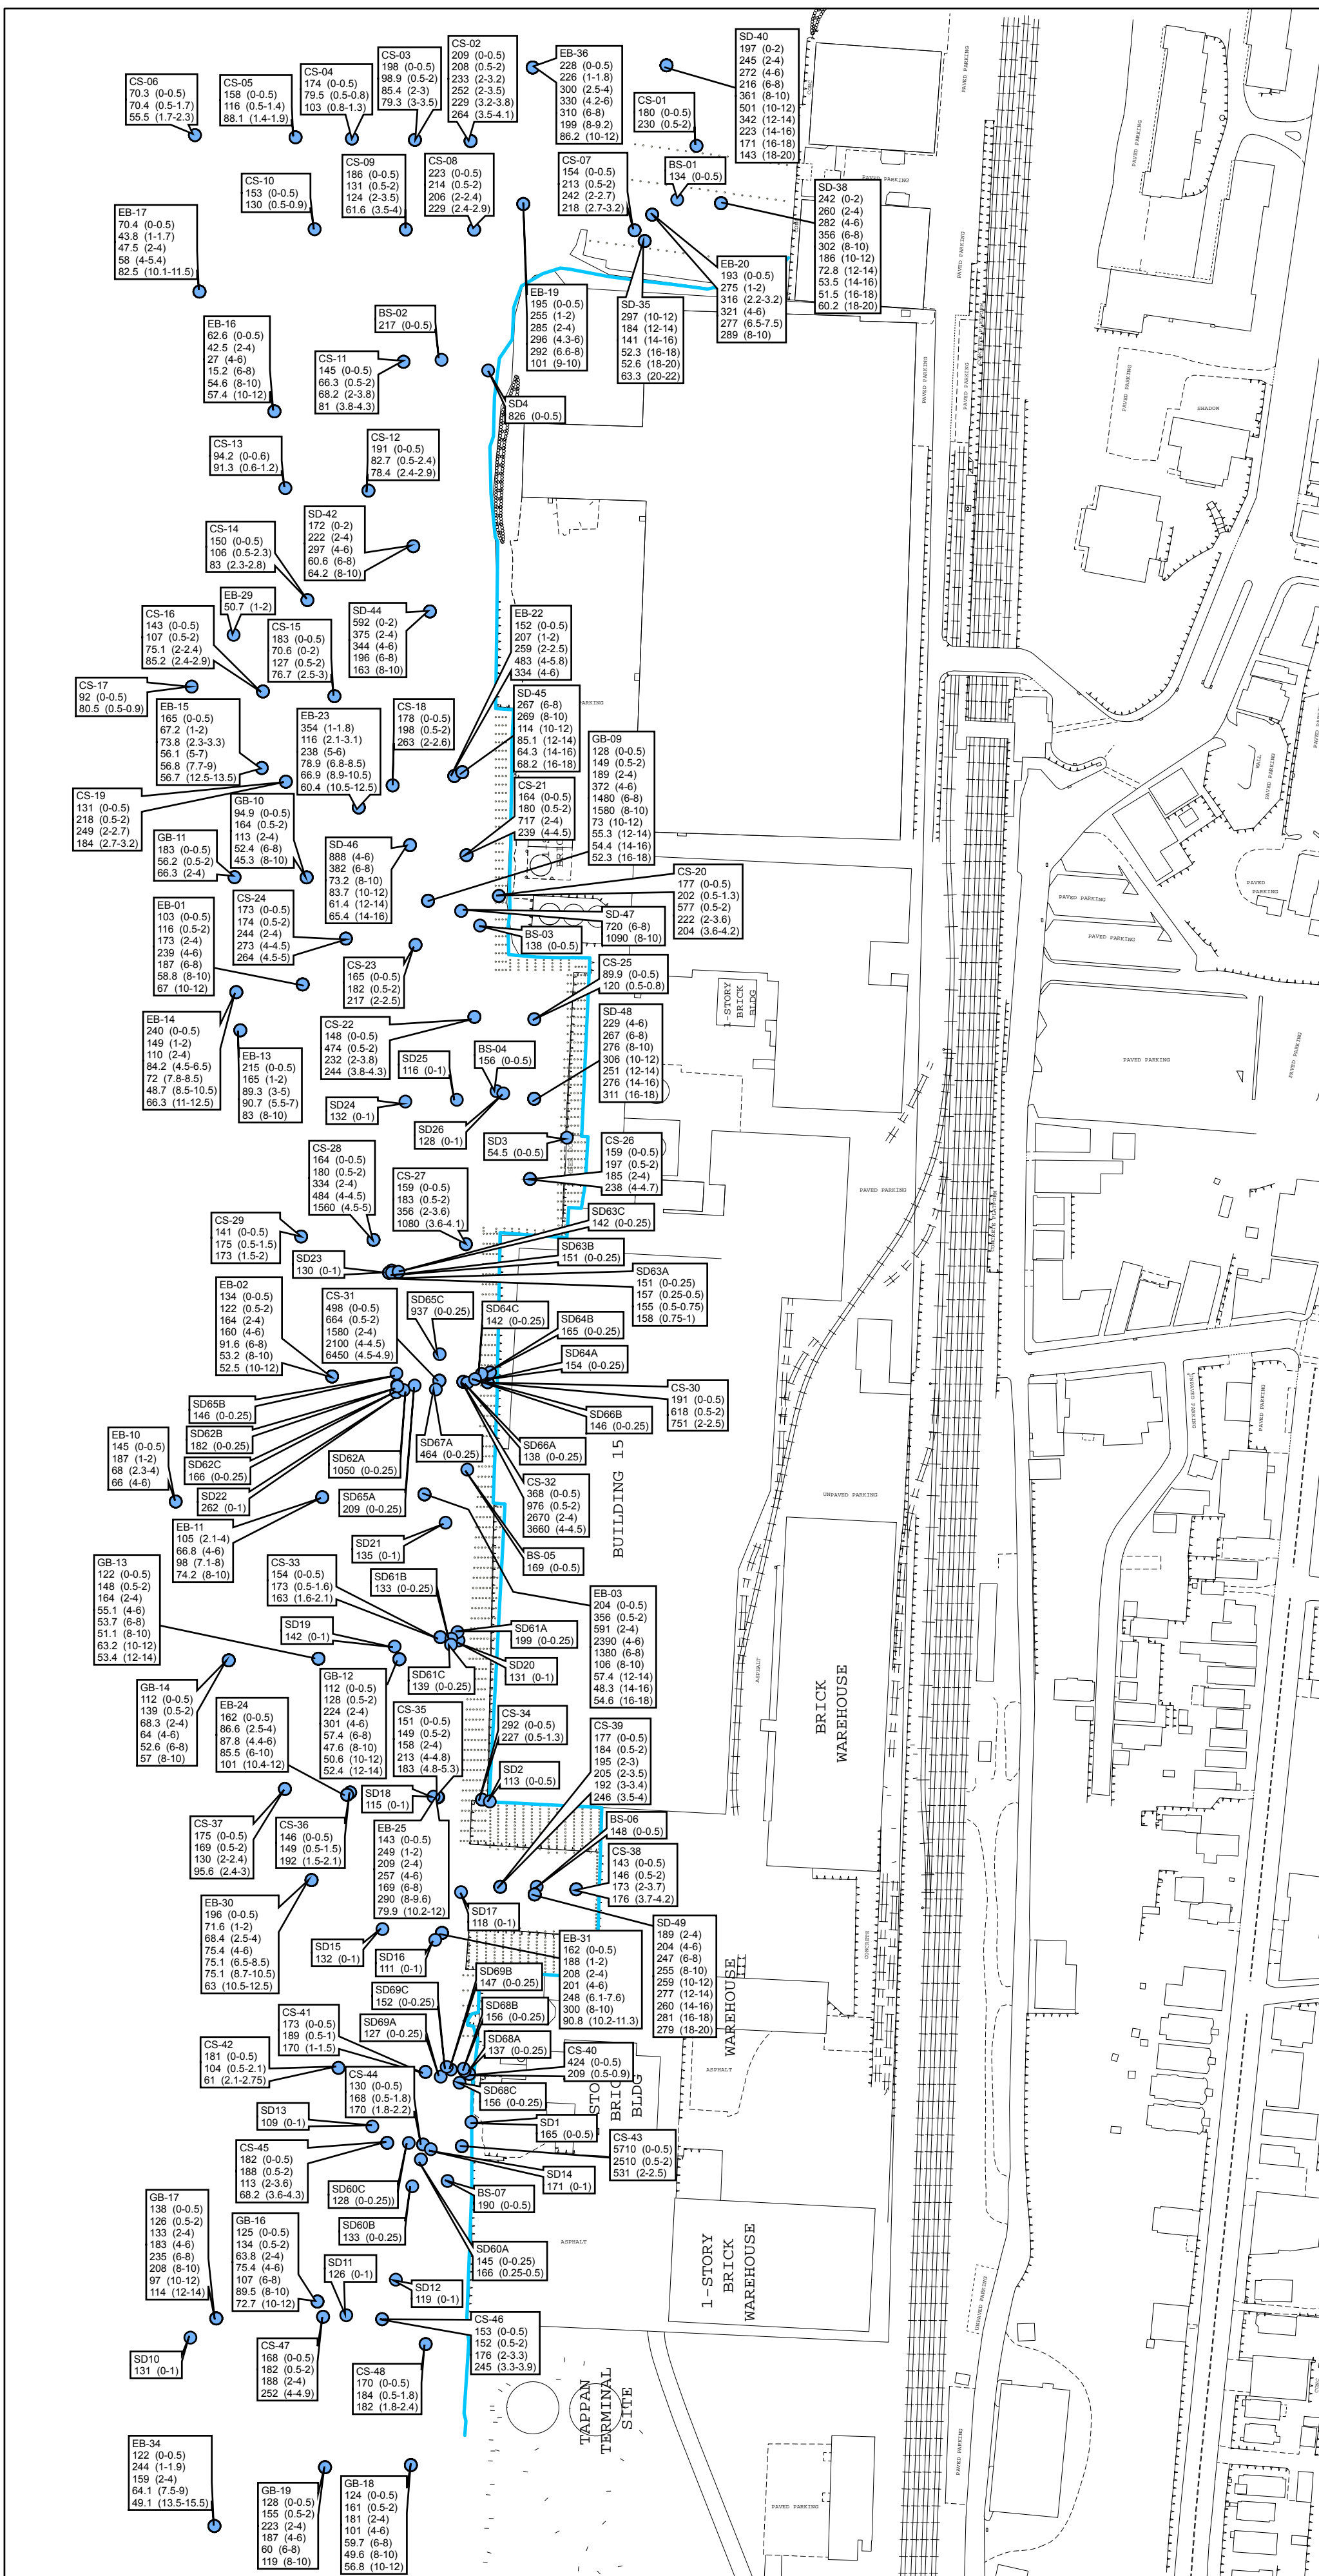 CS-06
70.3 (0-0.5)
70.4 (0.5-1.7)
55.5 (1.7-2.3)
CS-05
158 (0-0.5)
116 (0.5-1.4)
88.1 (1.4-1.9)
CS-04
174 (0-0.5)
79.5 (0.5-0.8)
103 (0.8-1.3)
CS-03
198 (0-0.5)
98.9 (0.5-2)
85.4 (2-3)
79.3 (3-3.5)
CS-02
209 (0-0.5)
208 (0.5-2)
233 (2-3.2)
252 (2-3.5)
229 (3.2-3.8)
264 (3.5-4.1)
EB-36
228 (0-0.5)
226 (1-1.8)
300 (2.5-4)
330 (4.2-6)
310 (6-8)
199 (8-9.2)
86.2 (10-12)
CS-01
180 (0-0.5)
230 (0.5-2)
SD-40
197 (0-2)
245 (2-4)
272 (4-6)
216 (6-8)
361 (8-10)
501 (10-12)
342 (12-14)
223 (14-16)
171 (16-18)
143 (18-20)
CS-10
153 (0-0.5)
130 (0.5-0.9)
CS-09
186 (0-0.5)
131 (0.5-2)
124 (2-3.5)
61.6 (3.5-4)
CS-08
223 (0-0.5)
214 (0.5-2)
206 (2-2.4)
229 (2.4-2.9)
CS-07
154 (0-0.5)
213 (0.5-2)
242 (2-2.7)
218 (2.7-3.2)
BS-01
134 (0-0.5)
SD-38
242 (0-2)
260 (2-4)
282 (4-6)
356 (6-8)
302 (8-10)
186 (10-12)
72.8 (12-14)
53.5 (14-16)
51.5 (16-18)
60.2 (18-20)
EB-17
70.4 (0-0.5)
43.8 (1-1.7)
47.5 (2-4)
58 (4-5.4)
82.5 (10.1-11.5)
EB-20
193 (0-0.5)
275 (1-2)
316 (2.2-3.2)
321 (4-6)
277 (6.5-7.5)
289 (8-10)
EB-19
195 (0-0.5)
255 (1-2)
285 (2-4)
296 (4.3-6)
292 (6.6-8)
101 (9-10)
SD-35
297 (10-12)
184 (12-14)
141 (14-16)
52.3 (16-18)
52.6 (18-20)
63.3 (20-22)
EB-16
62.6 (0-0.5)
42.5 (2-4)
27 (4-6)
15.2 (6-8)
54.6 (8-10)
57.4 (10-12)
BS-02
217 (0-0.5)
CS-11
145 (0-0.5)
66.3 (0.5-2)
68.2 (2-3.8)
81 (3.8-4.3)
SD4
826 (0-0.5)
CS-13
94.2 (0-0.6)
91.3 (0.6-1.2)
CS-12
191 (0-0.5)
82.7 (0.5-2.4)
78.4 (2.4-2.9)
SD-42
172 (0-2)
222 (2-4)
297 (4-6)
60.6 (6-8)
64.2 (8-10)
CS-14
150 (0-0.5)
106 (0.5-2.3)
83 (2.3-2.8)
EB-29
50.7 (1-2)
CS-16
143 (0-0.5)
107 (0.5-2)
75.1 (2-2.4)
85.2 (2.4-2.9)
CS-15
183 (0-0.5)
70.6 (0-2)
127 (0.5-2)
76.7 (2.5-3)
SD-44
592 (0-2)
375 (2-4)
344 (4-6)
196 (6-8)
163 (8-10)
EB-22
152 (0-0.5)
207 (1-2)
259 (2-2.5)
483 (4-5.8)
334 (4-6)
CS-17
92 (0-0.5)
80.5 (0.5-0.9)
EB-15
165 (0-0.5)
67.2 (1-2)
73.8 (2.3-3.3)
56.1 (5-7)
56.8 (7.7-9)
56.7 (12.5-13.5)
EB-23
354 (1-1.8)
116 (2.1-3.1)
238 (5-6)
78.9 (6.8-8.5)
66.9 (8.9-10.5)
60.4 (10.5-12.5)
CS-18
178 (0-0.5)
198 (0.5-2)
263 (2-2.6)
SD-45
267 (6-8)
269 (8-10)
114 (10-12)
85.1 (12-14)
64.3 (14-16)
68.2 (16-18)
GB-09
128 (0-0.5)
149 (0.5-2)
189 (2-4)
372 (4-6)
1480 (6-8)
1580 (8-10)
73 (10-12)
55.3 (12-14)
54.4 (14-16)
52.3 (16-18)
CS-21
164 (0-0.5)
180 (0.5-2)
717 (2-4)
239 (4-4.5)
CS-19
131 (0-0.5)
218 (0.5-2)
249 (2-2.7)
184 (2.7-3.2)
GB-10
94.9 (0-0.5)
164 (0.5-2)
113 (2-4)
52.4 (6-8)
45.3 (8-10)
GB-11
183 (0-0.5)
56.2 (0.5-2)
66.3 (2-4)
SD-46
888 (4-6)
382 (6-8)
73.2 (8-10)
83.7 (10-12)
61.4 (12-14)
65.4 (14-16)
CS-20
177 (0-0.5)
202 (0.5-1.3)
577 (0.5-2)
222 (2-3.6)
204 (3.6-4.2)
EB-01
103 (0-0.5)
116 (0.5-2)
173 (2-4)
239 (4-6)
187 (6-8)
58.8 (8-10)
67 (10-12)
CS-24
173 (0-0.5)
174 (0.5-2)
244 (2-4)
273 (4-4.5)
264 (4.5-5)
SD-47
720 (6-8)
1090 (8-10)
BS-03
138 (0-0.5)
CS-23
165 (0-0.5)
182 (0.5-2)
217 (2-2.5)
CS-25
89.9 (0-0.5)
120 (0.5-0.8)
EB-14
240 (0-0.5)
149 (1-2)
110 (2-4)
84.2 (4.5-6.5)
72 (7.8-8.5)
48.7 (8.5-10.5)
66.3 (11-12.5)
EB-13
215 (0-0.5)
165 (1-2)
89.3 (3-5)
90.7 (5.5-7)
83 (8-10)
CS-22
148 (0-0.5)
474 (0.5-2)
232 (2-3.8)
244 (3.8-4.3)
SD-48
229 (4-6)
267 (6-8)
276 (8-10)
306 (10-12)
251 (12-14)
276 (14-16)
311 (16-18)
SD25
116 (0-1)
BS-04
156 (0-0.5)
SD24
132 (0-1)
SD26
128 (0-1)
SD3
54.5 (0-0.5)
CS-26
159 (0-0.5)
197 (0.5-2)
185 (2-4)
238 (4-4.7)
CS-28
164 (0-0.5)
180 (0.5-2)
334 (2-4)
484 (4-4.5)
1560 (4.5-5)
CS-27
159 (0-0.5)
183 (0.5-2)
356 (2-3.6)
1080 (3.6-4.1)
CS-29
141 (0-0.5)
175 (0.5-1.5)
173 (1.5-2)
SD63C
142 (0-0.25)
SD63B
151 (0-0.25)
SD23
130 (0-1)
SD63A
151 (0-0.25)
157 (0.25-0.5)
155 (0.5-0.75)
158 (0.75-1)
EB-02
134 (0-0.5)
122 (0.5-2)
164 (2-4)
160 (4-6)
91.6 (6-8)
53.2 (8-10)
52.5 (10-12)
CS-31
498 (0-0.5)
664 (0.5-2)
1580 (2-4)
2100 (4-4.5)
6450 (4.5-4.9)
SD65C
937 (0-0.25)
SD64C
142 (0-0.25)
SD64B
165 (0-0.25)
SD64A
154 (0-0.25)
CS-30
191 (0-0.5)
618 (0.5-2)
751 (2-2.5)
SD65B
146 (0-0.25)
SD66B
146 (0-0.25)
SD62B
182 (0-0.25)
SD67A
464 (0-0.25)
SD66A
138 (0-0.25)
EB-10
145 (0-0.5)
187 (1-2)
68 (2.3-4)
66 (4-6)
SD62C
166 (0-0.25)
SD62A
1050 (0-0.25)
SD22
262 (0-1)
SD65A
209 (0-0.25)
CS-32
368 (0-0.5)
976 (0.5-2)
2670 (2-4)
3660 (4-4.5)
BUILDING 15
EB-11
105 (2.1-4)
66.8 (4-6)
98 (7.1-8)
74.2 (8-10)
SD21
135 (0-1)
BS-05
169 (0-0.5)
GB-13
122 (0-0.5)
148 (0.5-2)
164 (2-4)
55.1 (4-6)
53.7 (6-8)
51.1 (8-10)
63.2 (10-12)
53.4 (12-14)
CS-33
154 (0-0.5)
173 (0.5-1.6)
163 (1.6-2.1)
SD61B
133 (0-0.25)
EB-03
204 (0-0.5)
356 (0.5-2)
591 (2-4)
2390 (4-6)
1380 (6-8)
106 (8-10)
57.4 (12-14)
48.3 (14-16)
54.6 (16-18)
SD19
142 (0-1)
SD61A
199 (0-0.25)
SD20
131 (0-1)
SD61C
139 (0-0.25)
GB-14
112 (0-0.5)
139 (0.5-2)
68.3 (2-4)
64 (4-6)
52.6 (6-8)
57 (8-10)
GB-12
112 (0-0.5)
128 (0.5-2)
224 (2-4)
301 (4-6)
57.4 (6-8)
47.6 (8-10)
50.6 (10-12)
52.4 (12-14)
EB-24
162 (0-0.5)
86.6 (2.5-4)
87.8 (4.4-6)
85.5 (6-10)
101 (10.4-12)
CS-35
151 (0-0.5)
149 (0.5-2)
158 (2-4)
213 (4-4.8)
183 (4.8-5.3)
CS-34
292 (0-0.5)
227 (0.5-1.3)
CS-39
177 (0-0.5)
184 (0.5-2)
195 (2-3)
205 (2-3.5)
192 (3-3.4)
246 (3.5-4)
SD2
113 (0-0.5)
SD18
115 (0-1)
CS-37
175 (0-0.5)
169 (0.5-2)
130 (2-2.4)
95.6 (2.4-3)
CS-36
146 (0-0.5)
149 (0.5-1.5)
192 (1.5-2.1)
EB-25
143 (0-0.5)
249 (1-2)
209 (2-4)
257 (4-6)
169 (6-8)
290 (8-9.6)
79.9 (10.2-12)
BS-06
148 (0-0.5)
CS-38
143 (0-0.5)
146 (0.5-2)
173 (2-3.7)
176 (3.7-4.2)
EB-30
196 (0-0.5)
71.6 (1-2)
68.4 (2.5-4)
75.4 (4-6)
75.1 (6.5-8.5)
75.1 (8.7-10.5)
63 (10.5-12.5)
SD17
118 (0-1)
SD-49
189 (2-4)
204 (4-6)
247 (6-8)
255 (8-10)
259 (10-12)
277 (12-14)
260 (14-16)
281 (16-18)
279 (18-20)
SD15
132 (0-1)
SD16
111 (0-1)
EB-31
162 (0-0.5)
188 (1-2)
208 (2-4)
201 (4-6)
248 (6.1-7.6)
300 (8-10)
90.8 (10.2-11.3)
SD69B
147 (0-0.25)
SD69C
152 (0-0.25)
SD68B
156 (0-0.25)
CS-41
173 (0-0.5)
189 (0.5-1)
170 (1-1.5)
SD69A
127 (0-0.25)
SD68A
137 (0-0.25)
CS-42
181 (0-0.5)
104 (0.5-2.1)
61 (2.1-2.75)
CS-40
424 (0-0.5)
209 (0.5-0.9)
CS-44
130 (0-0.5)
168 (0.5-1.8)
170 (1.8-2.2)
SD68C
156 (0-0.25)
SD13
109 (0-1)
SD1
165 (0-0.5)
CS-43
5710 (0-0.5)
2510 (0.5-2)
531 (2-2.5)
CS-45
182 (0-0.5)
188 (0.5-2)
113 (2-3.6)
68.2 (3.6-4.3)
SD14
171 (0-1)
SD60C
128 (0-0.25))
BS-07
190 (0-0.5)
GB-17
138 (0-0.5)
126 (0.5-2)
133 (2-4)
183 (4-6)
235 (6-8)
208 (8-10)
97 (10-12)
114 (12-14)
GB-16
125 (0-0.5)
134 (0.5-2)
63.8 (2-4)
75.4 (4-6)
107 (6-8)
89.5 (8-10)
72.7 (10-12)
SD60B
133 (0-0.25)
SD60A
145 (0-0.25)
166 (0.25-0.5)
SD11
126 (0-1)
SD12
119 (0-1)
CS-46
153 (0-0.5)
152 (0.5-2)
176 (2-3.3)
245 (3.3-3.9)
SD10
131 (0-1)
CS-47
168 (0-0.5)
182 (0.5-2)
188 (2-4)
252 (4-4.9)
CS-48
170 (0-0.5)
184 (0.5-1.8)
182 (1.8-2.4)
EB-34
122 (0-0.5)
244 (1-1.9)
159 (2-4)
64.1 (7.5-9)
49.1 (13.5-15.5)
GB-19
128 (0-0.5)
155 (0.5-2)
223 (2-4)
187 (4-6)
60 (6-8)
119 (8-10)
GB-18
124 (0-0.5)
161 (0.5-2)
181 (2-4)
101 (4-6)
59.7 (6-8)
49.6 (8-10)
56.8 (10-12)
TAPPAN
TERMINAL
SITE
1-STORY
BRICK
WAREHOUSE
BRICK
WAREHOUSE
WAREHOUSE
1-STORY
BRICK
BLDG
BLDG
PAVED PARKING
PAVED PARKING
PAVED PARKING
PAVED PARKING
PAVED PARKING
PAVED PARKING
PAVED PARKING
PAVED PARKING
SHADOW
WALL
PAVED PARKING
PAVED
PARKING
PAVED PARKING
PAVED PARKING
PAVED PARKING
PAVED PARKING
PAVED PARKING
UNPAVED PARKING
UNPAVED PARKING
PAVED PARKING
ASPHALT
CONCRETE
ASPHALT
ASPHALT
UNPAVED PARKING
PAVED PARKING
PAVED PARKING